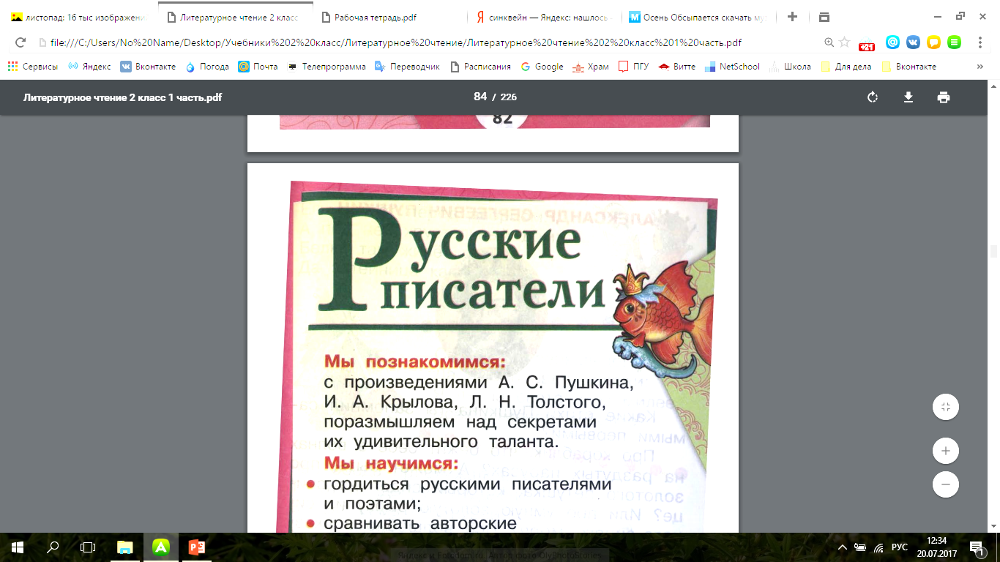 листопад: 16 тыс изображени
Литературное чтение 2 класс
Рабочая тетрадь.pdf
синквейн — Яндекс: нашлось
Осень Обсыпается скачать му
file:///C:/Users/No%20Name/Desktop/Учебники%202%20класс/Литературное%20чтение/Литературное%20чтение%202%20класс%201%20часть.pdf
+21
Сервисы Яндекс Вконтакте Погода Почта Телепрограмма Переводчик Расписания Google Храм ПГУ Витте NetSchool Школа Для дела Вконтакте »
Литературное чтение 2 класс 1 часть.pdf
84 / 226
82
Русские
писатели
Мы познакомимся:
с произведениями А. С. Пушкина,
И. А. Крылова, Л. Н. Толстого,
поразмышляем над секретами
их удивительного таланта.
Мы научимся:
• гордиться русскими писателями
и поэтами;
• сравнивать авторские
РУС
12:34
20.07.2017
1